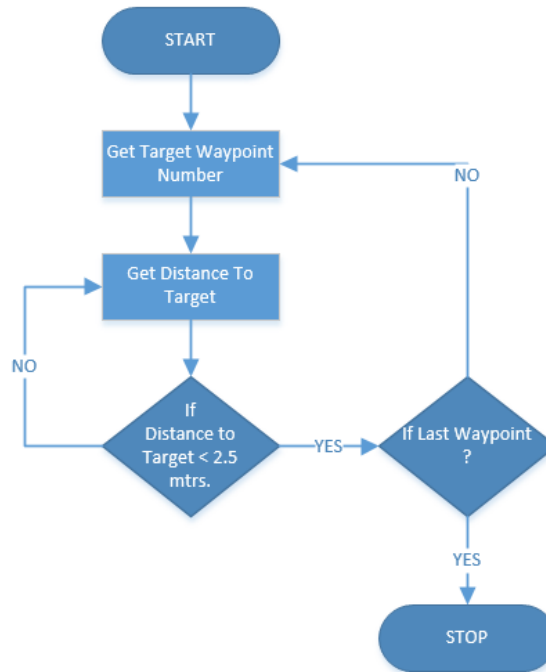 START
Get Target Waypoint
Number
NO
Get Distance To
Target
NO
If
Distance to
Target < 2.5
mtrs.
YES
If Last Waypoint
?
YES
STOP